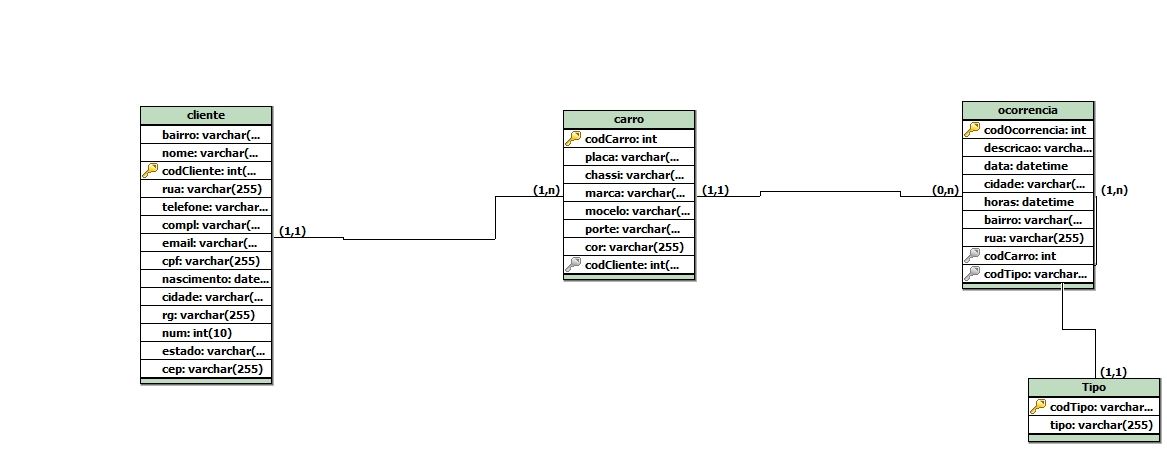 cliente
bairro: varchar(...
nome: varchar(...
codCliente: int(...
rua: varchar(255)
telefone: varchar...
compl: varchar(...
email: varchar(...
cpf: varchar(255)
nascimento: date...
cidade: varchar(...
rg: varchar(255)
num: int(10)
estado: varchar(...
cep: varchar(255)
(1,1)
(1,n)
carro
codCarro: int
placa: varchar(...
chassi: varchar(...
marca: varchar(...
mocelo: varchar(...
porte: varchar(...
cor: varchar(255)
codCliente: int(...
(1,1)
(0,n)
ocorrencia
codOcorrencia: int
descricao: varcha...
data: datetime
cidade: varchar(...
horas: datetime
bairro: varchar(...
rua: varchar(255)
codCarro: int
codTipo: varchar...
(1,n)
(1,1)
Tipo
codTipo: varchar...
tipo: varchar(255)